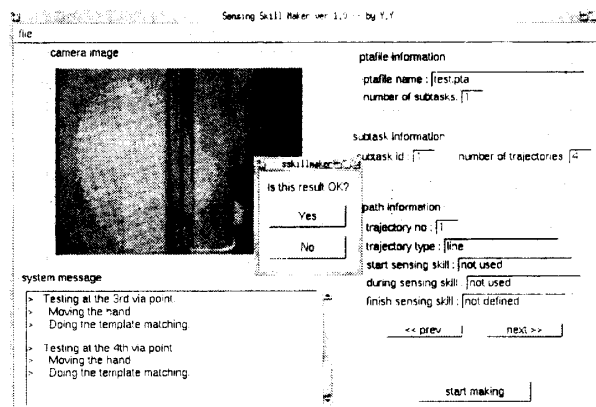 Sensing Skill Maker ver 1.0 -- by Y.Y
file
camera image
ptafile information
ptafile name : test.pta
number of subtasks. 1
subtask information
subtask id : 1 number of trajectories 4
path information
trajectory no : 1
trajectory type : line
start sensing skill : not used
during sensing skill : not used
finish sensing skill : not defined
<< prev next >>
start making
sskillmaker
Is this result OK?
Yes
No
system message
> Testing at the 3rd via point.
> Moving the hand
> Doing the template matching.
> Testing at the 4th via point
> Moving the hand
> Doing the template matching.